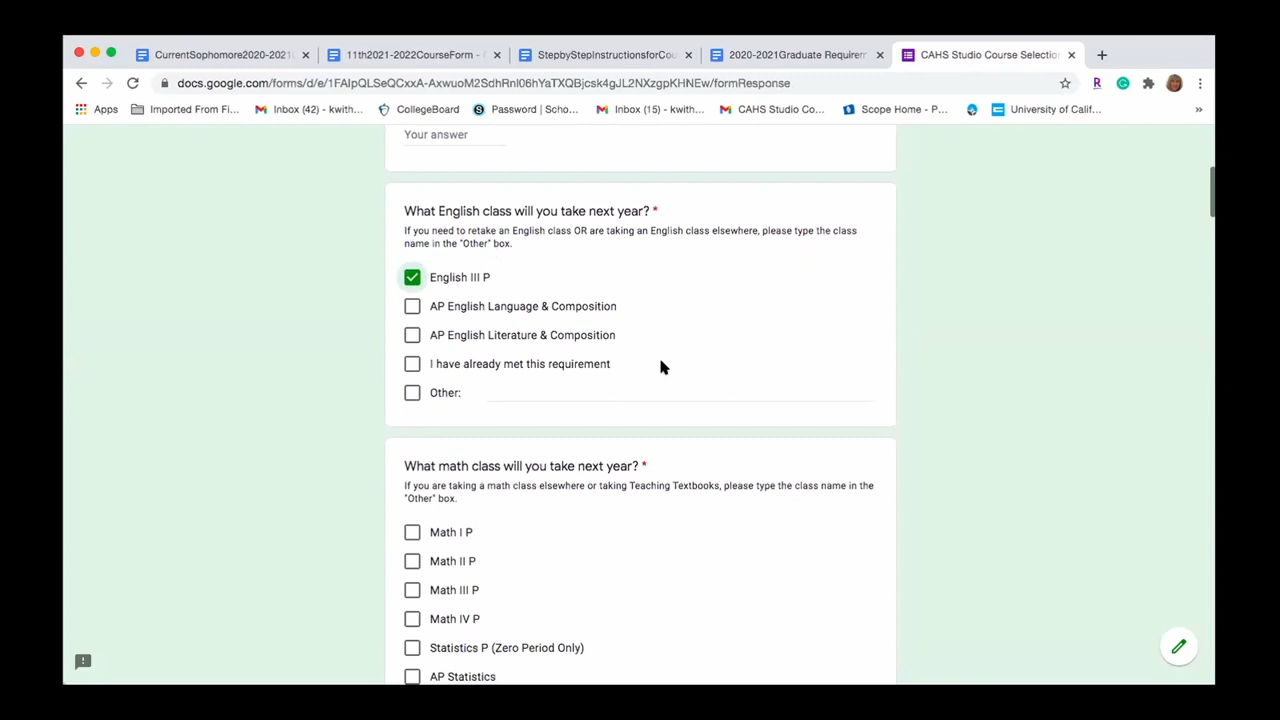 CurrentSophomore2020-2021
11th2021-2022CourseForm -
StepbyStepInstructionsforCou
2020-2021Graduate Requirem
CAHS Studio Course Selectio
docs.google.com/forms/d/e/1FAIpQLSeQCxxA-AxwuoM2SdhRnl06hYaTXQBjcsk4gJL2NXzgpKHNEw/formResponse
R
Apps
Imported From Fi...
Inbox (42) - kwith...
CollegeBoard
Password | Scho...
Inbox (15) - kwith...
CAHS Studio Co...
Scope Home - P...
University of Calif...
»
Your answer
What English class will you take next year? *
If you need to retake an English class OR are taking an English class elsewhere, please type the class
name in the "Other" box.
English III P
AP English Language & Composition
AP English Literature & Composition
I have already met this requirement
Other:
What math class will you take next year? *
If you are taking a math class elsewhere or taking Teaching Textbooks, please type the class name in the
"Other" box.
Math I P
Math II P
Math III P
Math IV P
Statistics P (Zero Period Only)
AP Statistics